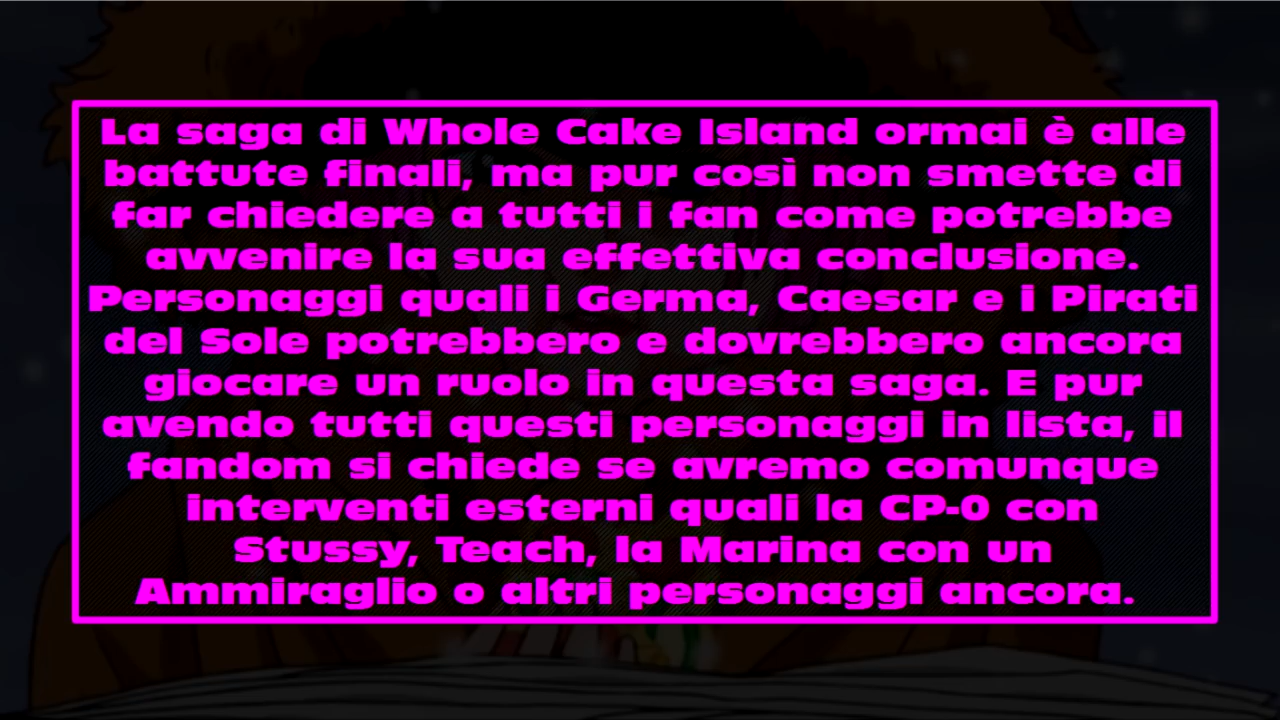 La saga di Whole Cake Island ormai è alle
battute finali, ma pur così non smette di
far chiedere a tutti i fan come potrebbe
avvenire la sua effettiva conclusione.
Personaggi quali i Germa, Caesar e i Pirati
del Sole potrebbero e dovrebbero ancora
giocare un ruolo in questa saga. E pur
avendo tutti questi personaggi in lista, il
fandom si chiede se avremo comunque
interventi esterni quali la CP-0 con
Stussy, Teach, la Marina con un
Ammiraglio o altri personaggi ancora.